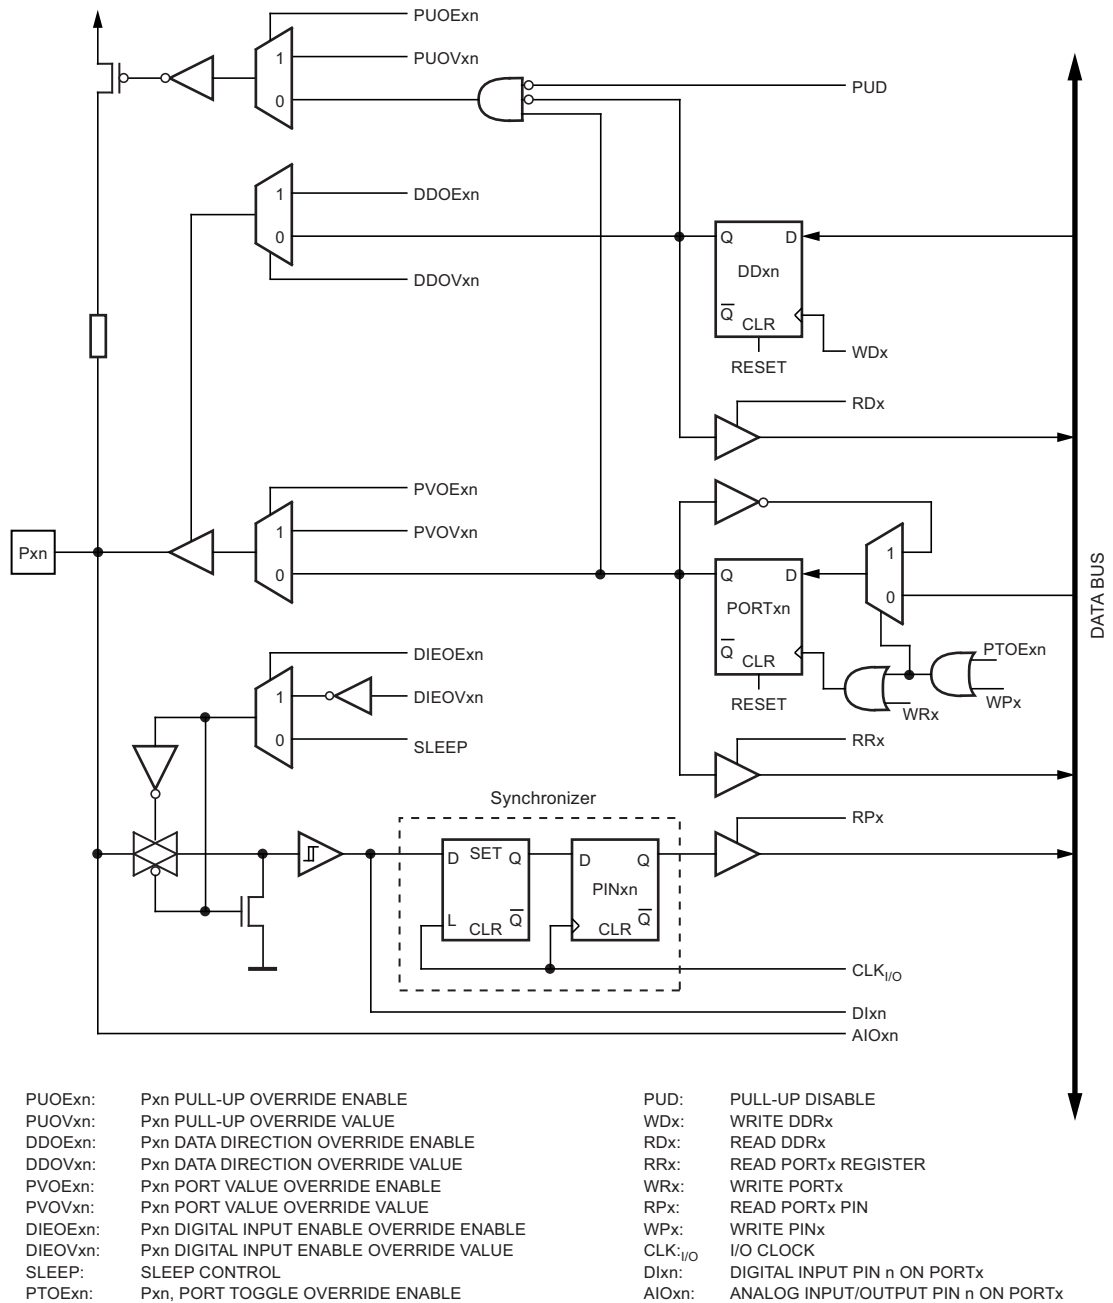 PUOExn
PUOVxn
1
0
PUD
DDOExn
1
0
DDOVxn
Q D
DDxn
Q CLR
RESET
WDx
RDx
PVOExn
PVOVxn
1
0
Pxn
Q D
PORTxn
Q CLR
RESET
1
0
PTOExn
WPx
WRx
DATA BUS
DIEOExn
DIEOVxn
1
0
SLEEP
RRx
Synchronizer
RPx
D SET Q
L CLR Q
D Q
PINxn
CLR Q
CLKI/O
DIxn
AIOxn
PUOExn: Pxn PULL-UP OVERRIDE ENABLE
PUOVxn: Pxn PULL-UP OVERRIDE VALUE
DDOExn: Pxn DATA DIRECTION OVERRIDE ENABLE
DDOVxn: Pxn DATA DIRECTION OVERRIDE VALUE
PVOExn: Pxn PORT VALUE OVERRIDE ENABLE
PVOVxn: Pxn PORT VALUE OVERRIDE VALUE
DIEOExn: Pxn DIGITAL INPUT ENABLE OVERRIDE ENABLE
DIEOVxn: Pxn DIGITAL INPUT ENABLE OVERRIDE VALUE
SLEEP: SLEEP CONTROL
PTOExn: Pxn, PORT TOGGLE OVERRIDE ENABLE
PUD: PULL-UP DISABLE
WDx: WRITE DDRx
RDx: READ DDRx
RRx: READ PORTx REGISTER
WRx: WRITE PORTx
RPx: READ PORTx PIN
WPx: WRITE PINx
CLK:I/O I/O CLOCK
DIxn: DIGITAL INPUT PIN n ON PORTx
AIOxn: ANALOG INPUT/OUTPUT PIN n ON PORTx